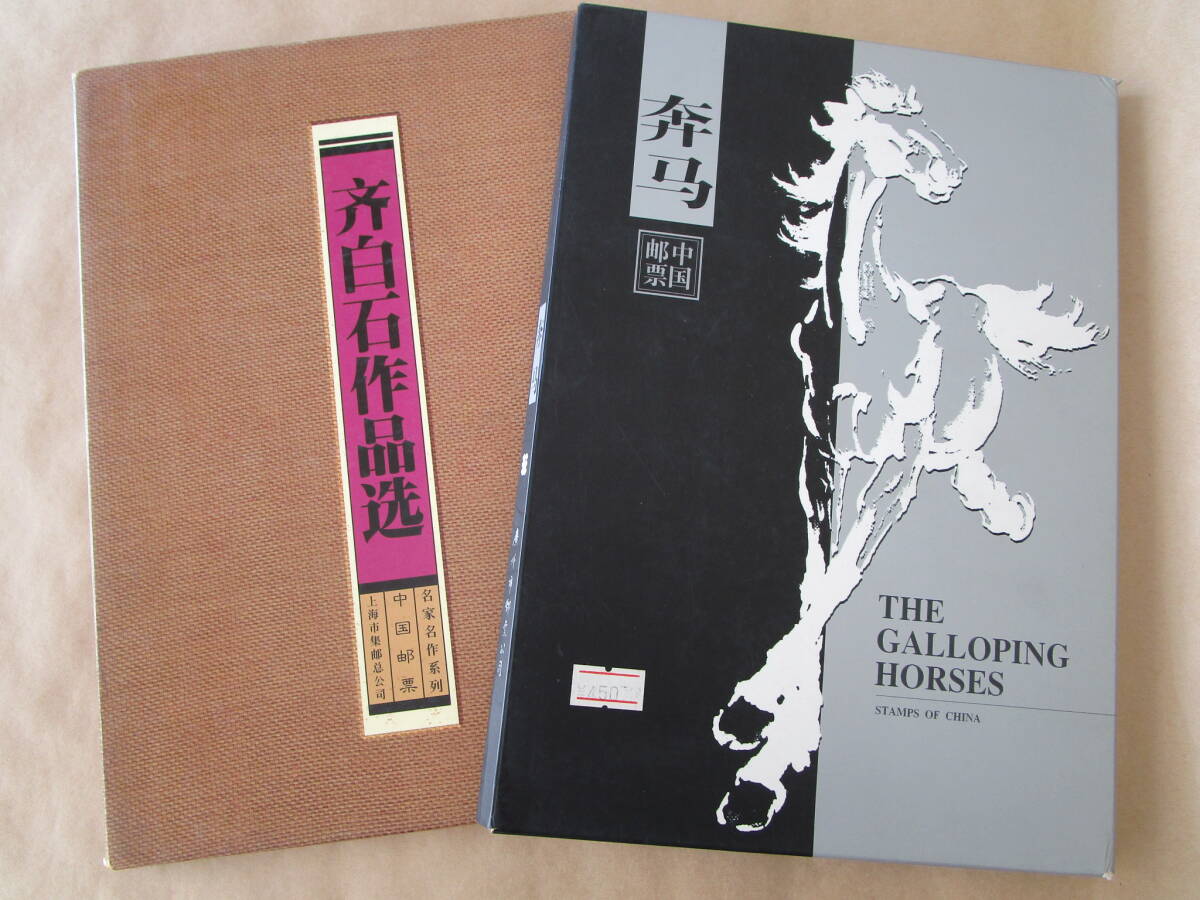 齐白石作品选
名家名作系列
中国邮票
上海市集邮总公司
奔马
中国
邮票
THE
GALLOPING
HORSES
STAMPS OF CHINA